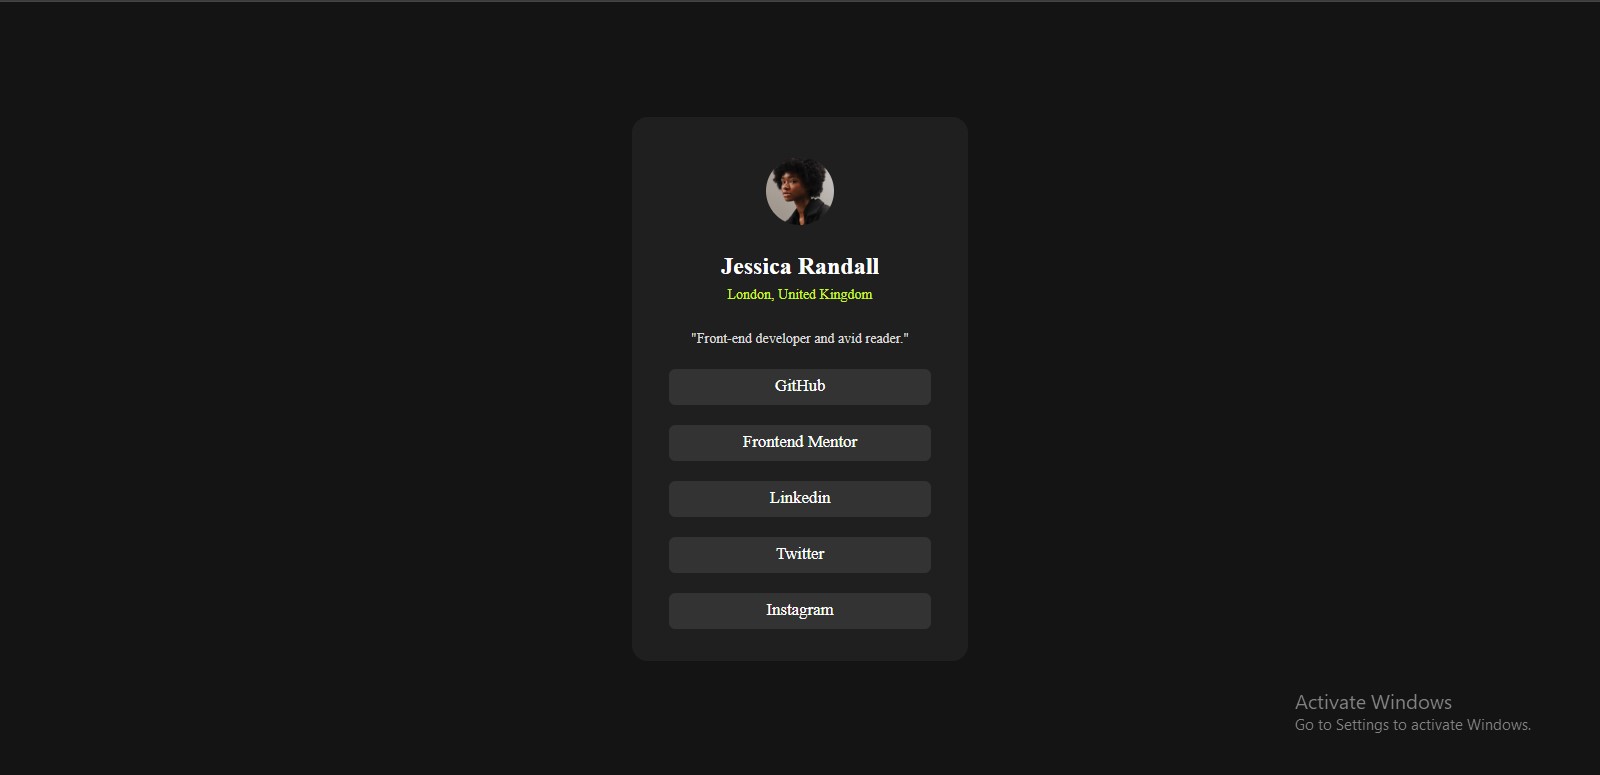 Jessica Randall
London, United Kingdom
"Front-end developer and avid reader."
GitHub
Frontend Mentor
Linkedin
Twitter
Instagram
Activate Windows
Go to Settings to activate Windows.